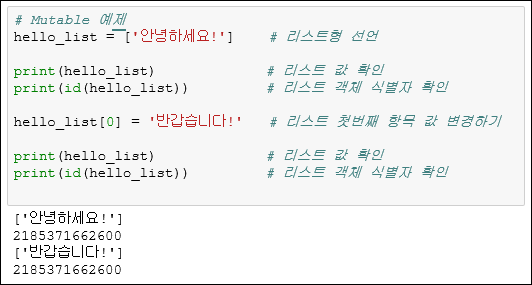 # Mutable 예제
hello_list = ['안녕하세요!']    # 리스트형 선언
print(hello_list)             # 리스트 값 확인
print(id(hello_list))         # 리스트 객체 식별자 확인
hello_list[0] = '반갑습니다!'   # 리스트 첫번째 항목 값 변경하기
print(hello_list)             # 리스트 값 확인
print(id(hello_list))         # 리스트 객체 식별자 확인
['안녕하세요!']
2185371662600
['반갑습니다!']
2185371662600